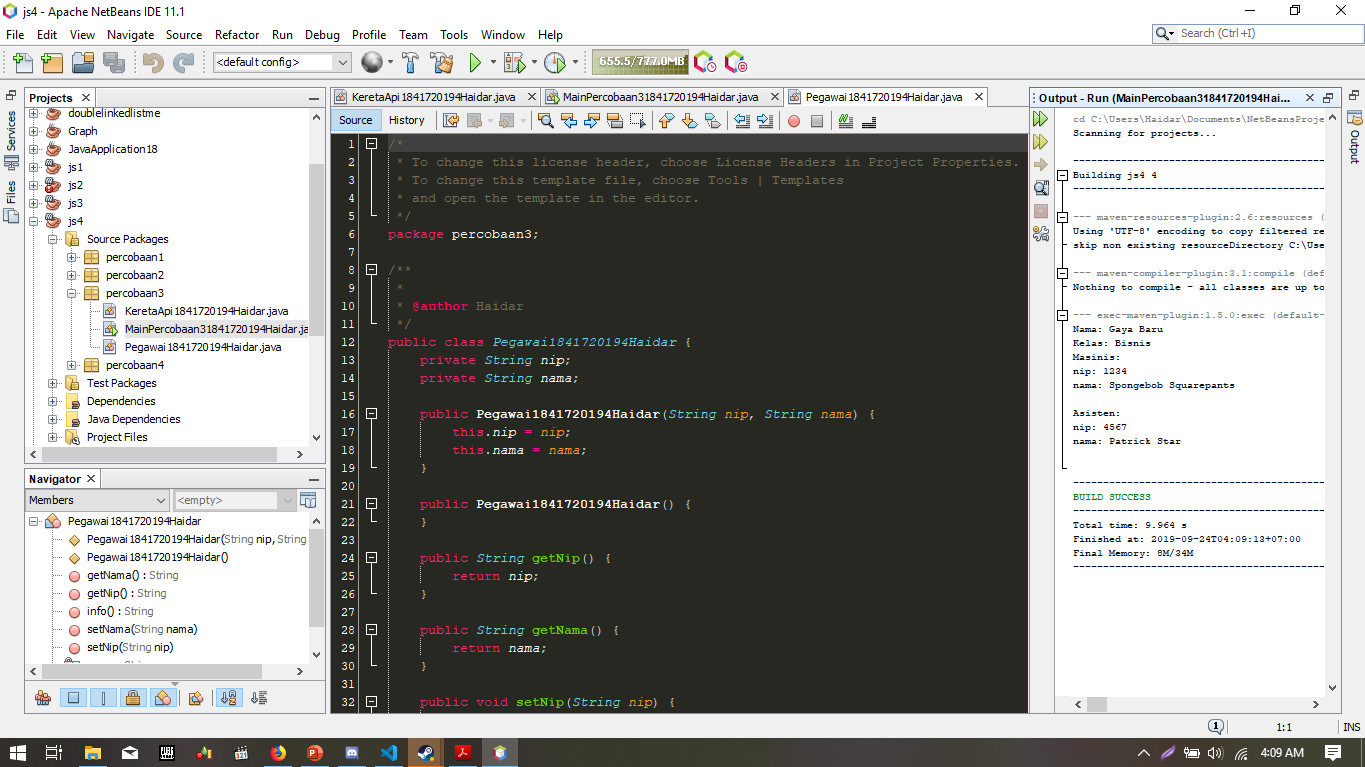 js4 - Apache NetBeans IDE 11.1
File Edit View Navigate Source Refactor Run Debug Profile Team Tools Window Help
Search (Ctrl+I)
<default config>
655.5/777.0MB
Services
Files
Projects
doublelinkedlistme
Graph
JavaApplication18
js1
js2
js3
js4
Source Packages
percobaan1
percobaan2
percobaan3
KeretaApi1841720194Haidar.java
MainPercobaan31841720194Haidar.ja
Pegawai1841720194Haidar.java
percobaan4
Test Packages
Dependencies
Java Dependencies
Project Files
Navigator
Members
<empty>
Pegawai1841720194Haidar
Pegawai1841720194Haidar(String nip, String
Pegawai1841720194Haidar()
getNama() : String
getNip() : String
info() : String
setNama(String nama)
setNip(String nip)
KeretaApi1841720194Haidar.java MainPercobaan31841720194Haidar.java Pegawai1841720194Haidar.java
Source History
1 /*
2 * To change this license header, choose License Headers in Project Properties.
3 * To change this template file, choose Tools | Templates
4 * and open the template in the editor.
5 */
6 package percobaan3;
7
8 /**
9 *
10 * @author Haidar
11 */
12 public class Pegawai1841720194Haidar {
13 private String nip;
14 private String nama;
15
16 public Pegawai1841720194Haidar(String nip, String nama) {
17 this.nip = nip;
18 this.nama = nama;
19 }
20
21 public Pegawai1841720194Haidar() {
22 }
23
24 public String getNip() {
25 return nip;
26 }
27
28 public String getNama() {
29 return nama;
30 }
31
32 public void setNip(String nip) {
Output - Run (MainPercobaan31841720194Hai...
Output
cd C:\Users\Haidar\Documents\NetBeansProje
Scanning for projects...
------------------------------------------
Building js4 4
------------------------------------------
--- maven-resources-plugin:2.6:resources (
Using 'UTF-8' encoding to copy filtered re
skip non existing resourceDirectory C:\Use
--- maven-compiler-plugin:3.1:compile (def
Nothing to compile - all classes are up to
--- exec-maven-plugin:1.5.0:exec (default-
Nama: Gaya Baru
Kelas: Bisnis
Masinis:
nip: 1234
nama: Spongebob Squarepants
Asisten:
nip: 4567
nama: Patrick Star
------------------------------------------
BUILD SUCCESS
------------------------------------------
Total time: 9.964 s
Finished at: 2019-09-24T04:09:13+07:00
Final Memory: 8M/34M
------------------------------------------
1:1 INS
4:09 AM